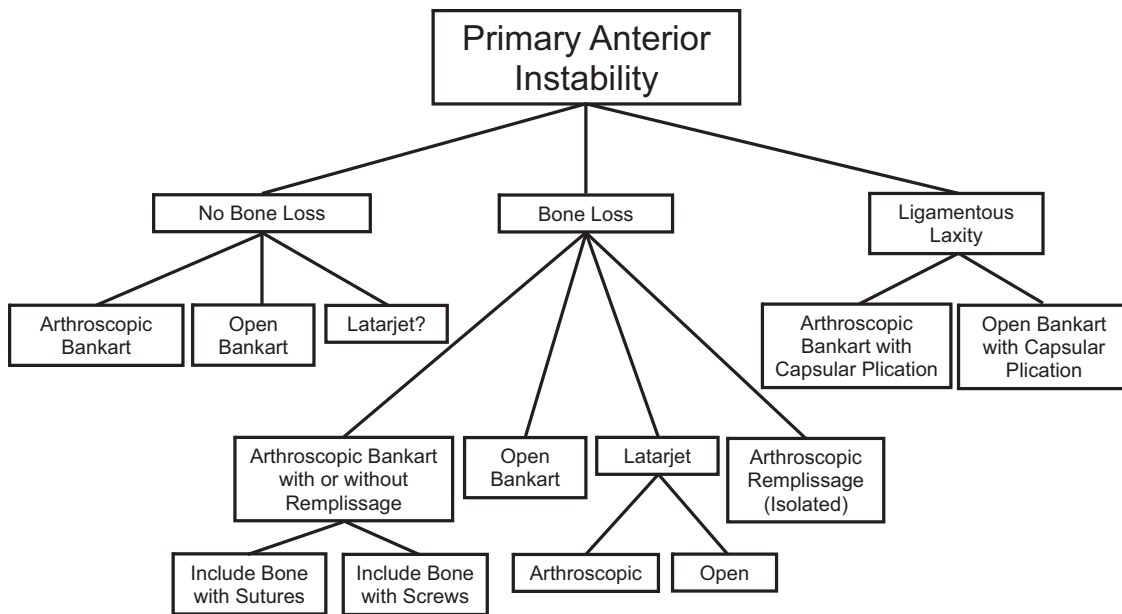 Primary Anterior
Instability
No Bone Loss
Bone Loss
Ligamentous
Laxity
Arthroscopic
Bankart
Open
Bankart
Latarjet?
Arthroscopic
Bankart with
Capsular Plication
Open Bankart
with Capsular
Plication
Arthroscopic Bankart
with or without
Remplissage
Open
Bankart
Latarjet
Arthroscopic
Remplissage
(Isolated)
Include Bone
with Sutures
Include Bone
with Screws
Arthroscopic
Open